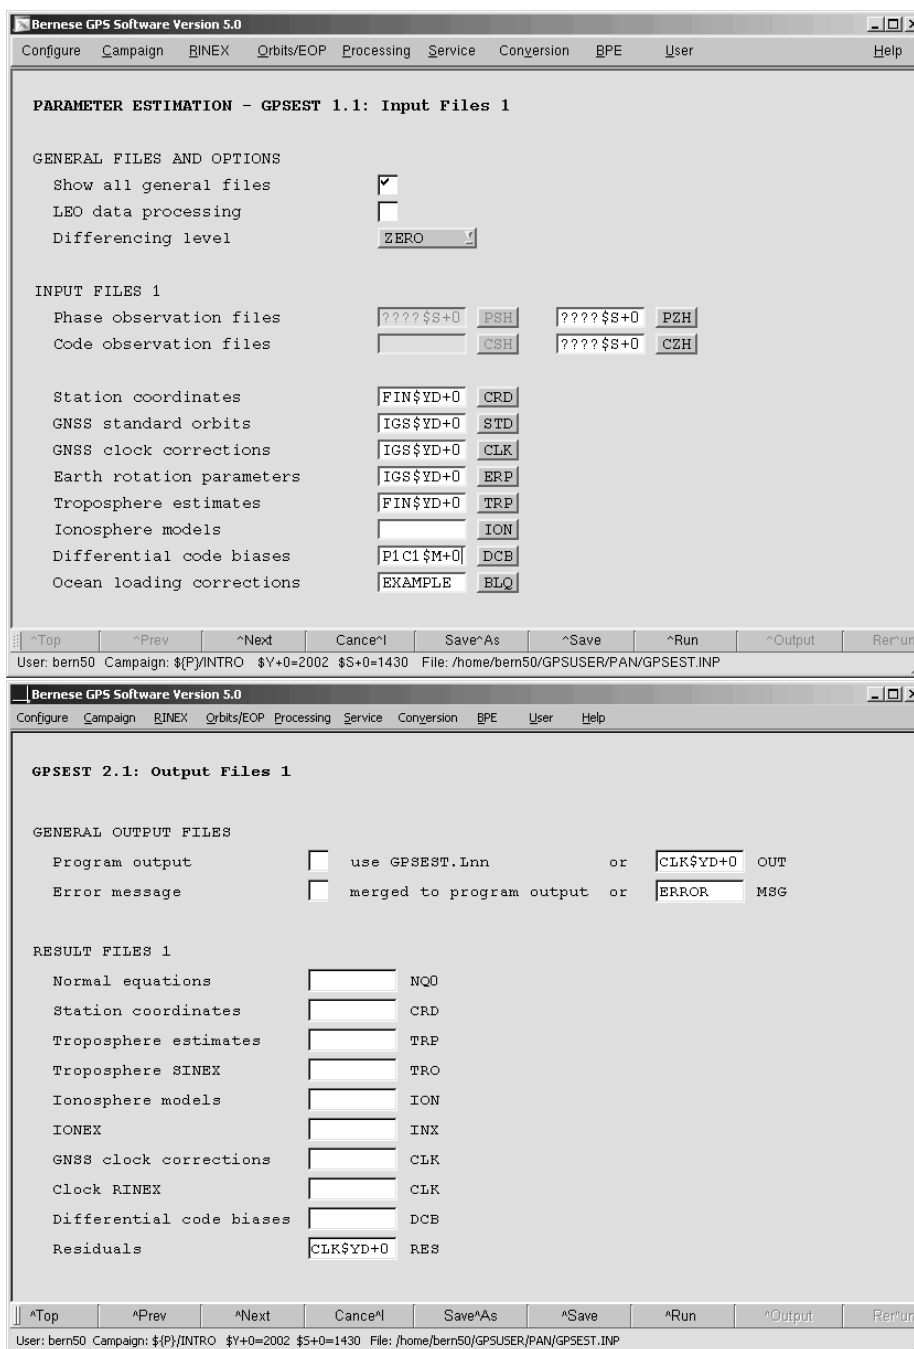 Bernese GPS Software Version 5.0
Configure Campaign RINEX Orbits/EOP Processing Service Conversion BPE User Help
PARAMETER ESTIMATION - GPSEST 1.1: Input Files 1
GENERAL FILES AND OPTIONS
Show all general files
LEO data processing
Differencing level ZERO
INPUT FILES 1
Phase observation files ????$S+0 PSH ????$S+0 PZH
Code observation files CSH ????$S+0 CZH
Station coordinates FIN$YD+0 CRD
GNSS standard orbits IGS$YD+0 STD
GNSS clock corrections IGS$YD+0 CLK
Earth rotation parameters IGS$YD+0 ERP
Troposphere estimates FIN$YD+0 TRP
Ionosphere models ION
Differential code biases P1C1$M+0 DCB
Ocean loading corrections EXAMPLE BLQ
^Top ^Prev ^Next Cance^l Save^As ^Save ^Run ^Output Rer^un
User: bern50 Campaign: ${P}/INTRO $Y+0=2002 $S+0=1430 File: /home/bern50/GPSUSER/PAN/GPSEST.INP
Bernese GPS Software Version 5.0
Configure Campaign RINEX Orbits/EOP Processing Service Conversion BPE User Help
GPSEST 2.1: Output Files 1
GENERAL OUTPUT FILES
Program output use GPSEST.Lnn or CLK$YD+0 OUT
Error message merged to program output or ERROR MSG
RESULT FILES 1
Normal equations NQ0
Station coordinates CRD
Troposphere estimates TRP
Troposphere SINEX TRO
Ionosphere models ION
IONEX INX
GNSS clock corrections CLK
Clock RINEX CLK
Differential code biases DCB
Residuals CLK$YD+0 RES
^Top ^Prev ^Next Cance^l Save^As ^Save ^Run ^Output Rer^un
User: bern50 Campaign: ${P}/INTRO $Y+0=2002 $S+0=1430 File: /home/bern50/GPSUSER/PAN/GPSEST.INP